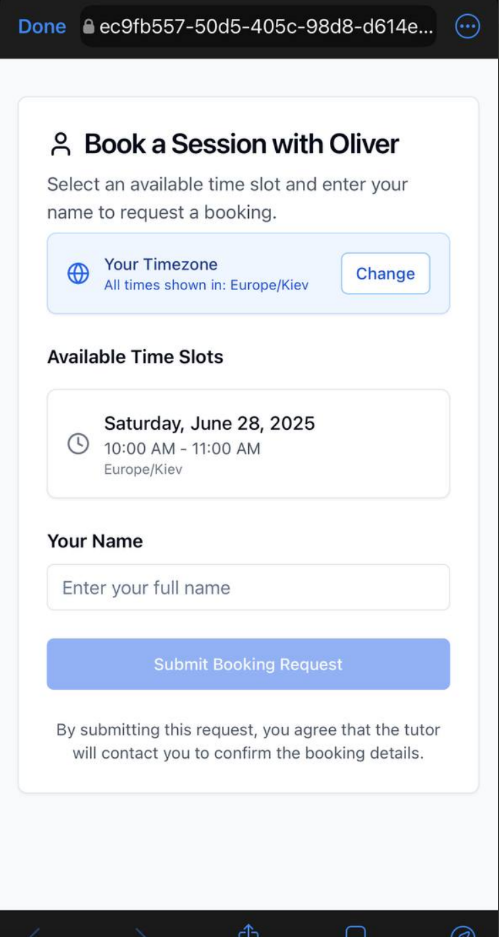 Done
ec9fb557-50d5-405c-98d8-d614e...
Book a Session with Oliver
Select an available time slot and enter your
name to request a booking.
Your Timezone
All times shown in: Europe/Kiev
Change
Available Time Slots
Saturday, June 28, 2025
10:00 AM - 11:00 AM
Europe/Kiev
Your Name
Enter your full name
Submit Booking Request
By submitting this request, you agree that the tutor
will contact you to confirm the booking details.